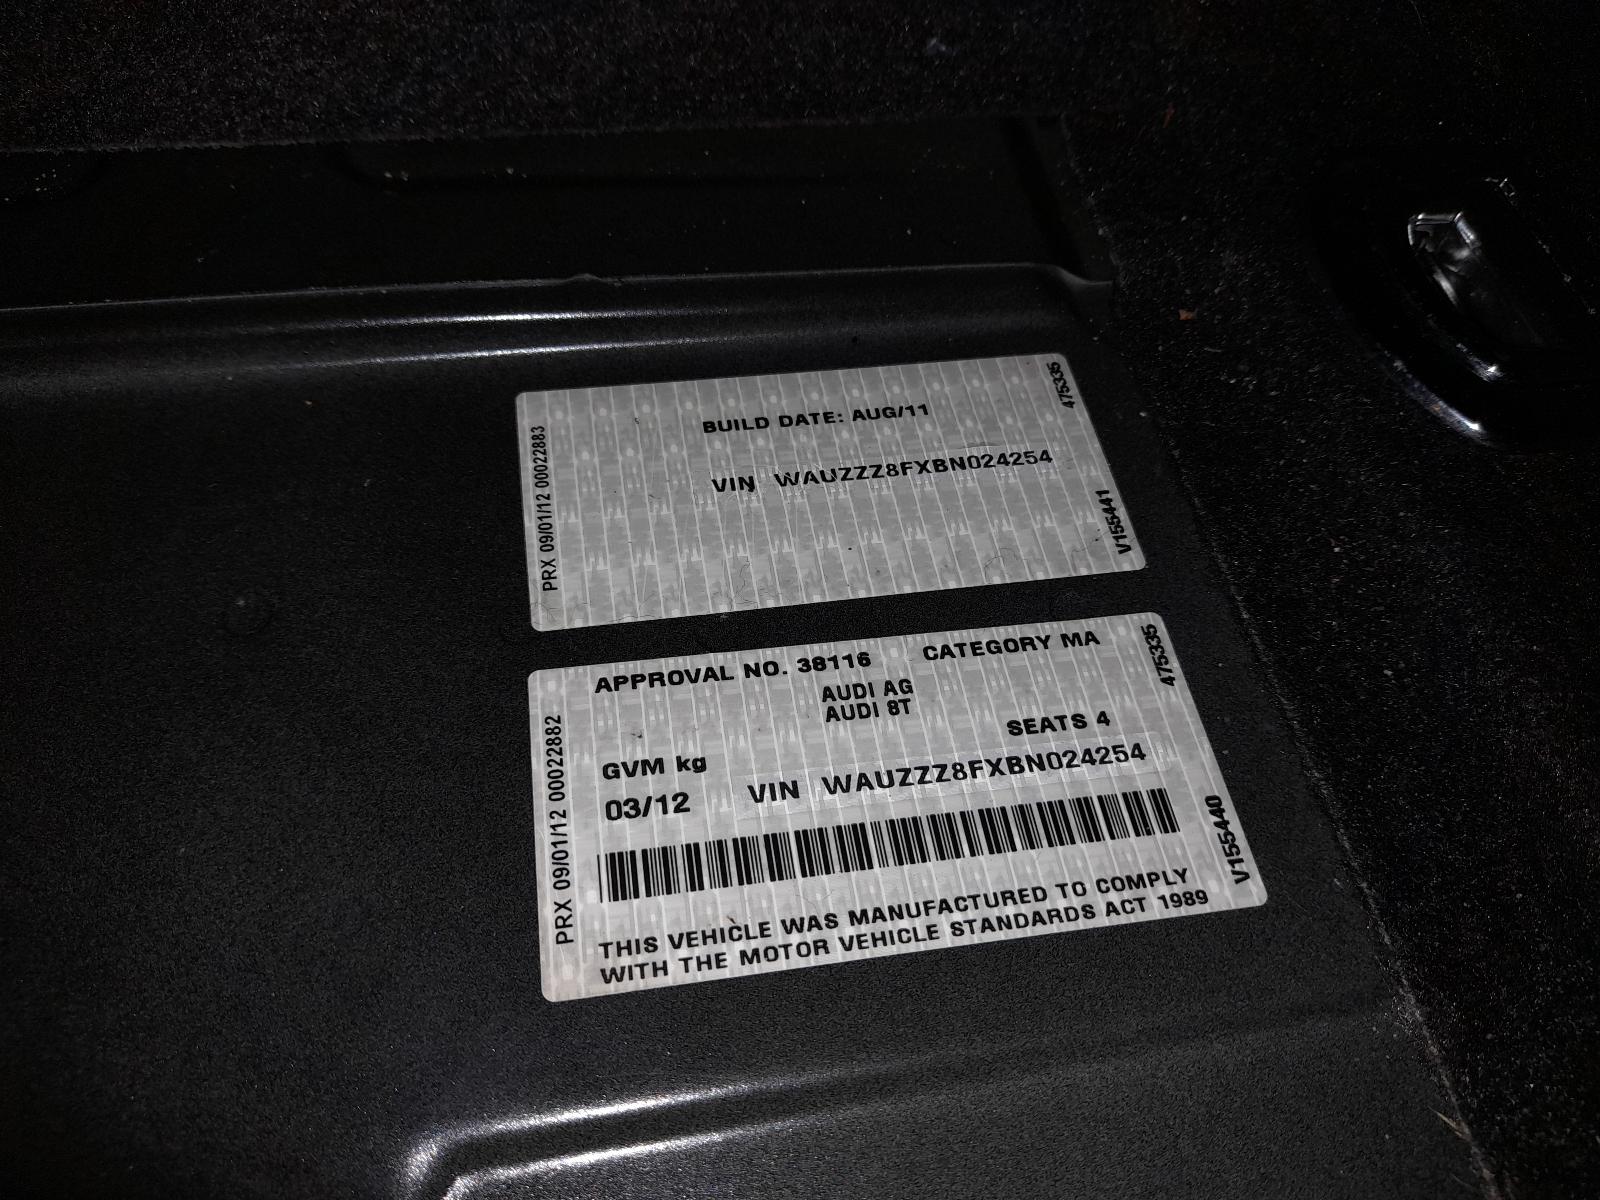 BUILD DATE: AUG/11
VIN WAUZZZ8FXBN024254
PRX 09/01/12 00022883
475335
V155441
APPROVAL NO. 38116 CATEGORY MA
AUDI AG
AUDI 8T
SEATS 4
GVM kg
03/12 VIN WAUZZZ8FXBN024254
THIS VEHICLE WAS MANUFACTURED TO COMPLY
WITH THE MOTOR VEHICLE STANDARDS ACT 1989
PRX 09/01/12 00022882
475335
V155440